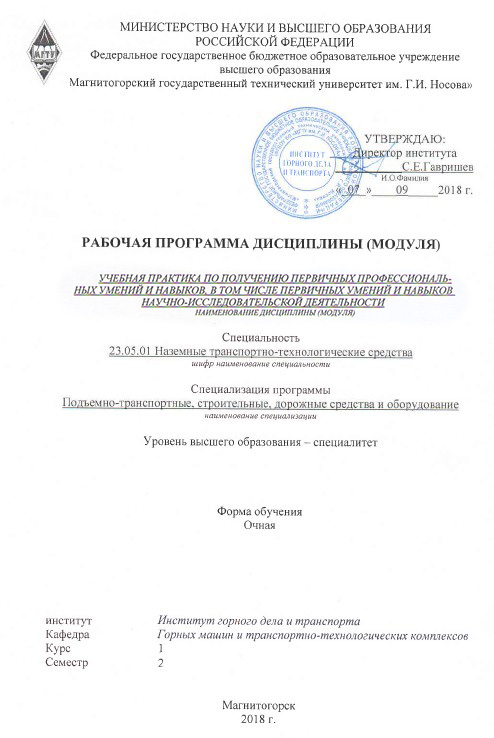 МИНИСТЕРСТВО НАУКИ И ВЫСШЕГО ОБРАЗОВАНИЯ
РОССИЙСКОЙ ФЕДЕРАЦИИ
Федеральное государственное бюджетное образовательное учреждение
высшего образования
Магнитогорский государственный технический университет им. Г.И. Носова»
МГТУ
ИНСТИТУТ
ГОРНОГО ДЕЛА
И ТРАНСПОРТА
УТВЕРЖДАЮ:
Директор института
С.Е.Гавришев
И.О.Фамилия
« 07 » 09 2018 г.
РАБОЧАЯ ПРОГРАММА ДИСЦИПЛИНЫ (МОДУЛЯ)
УЧЕБНАЯ ПРАКТИКА ПО ПОЛУЧЕНИЮ ПЕРВИЧНЫХ ПРОФЕССИОНАЛЬ-
НЫХ УМЕНИЙ И НАВЫКОВ, В ТОМ ЧИСЛЕ ПЕРВИЧНЫХ УМЕНИЙ И НАВЫКОВ
НАУЧНО-ИССЛЕДОВАТЕЛЬСКОЙ ДЕЯТЕЛЬНОСТИ
НАИМЕНОВАНИЕ ДИСЦИПЛИНЫ (МОДУЛЯ)
Специальность
23.05.01 Наземные транспортно-технологические средства
шифр наименование специальности
Специализация программы
Подъемно-транспортные, строительные, дорожные средства и оборудование
наименование специализации
Уровень высшего образования – специалитет
Форма обучения
Очная
институт Институт горного дела и транспорта
Кафедра Горных машин и транспортно-технологических комплексов
Курс 1
Семестр 2
Магнитогорск
2018 г.